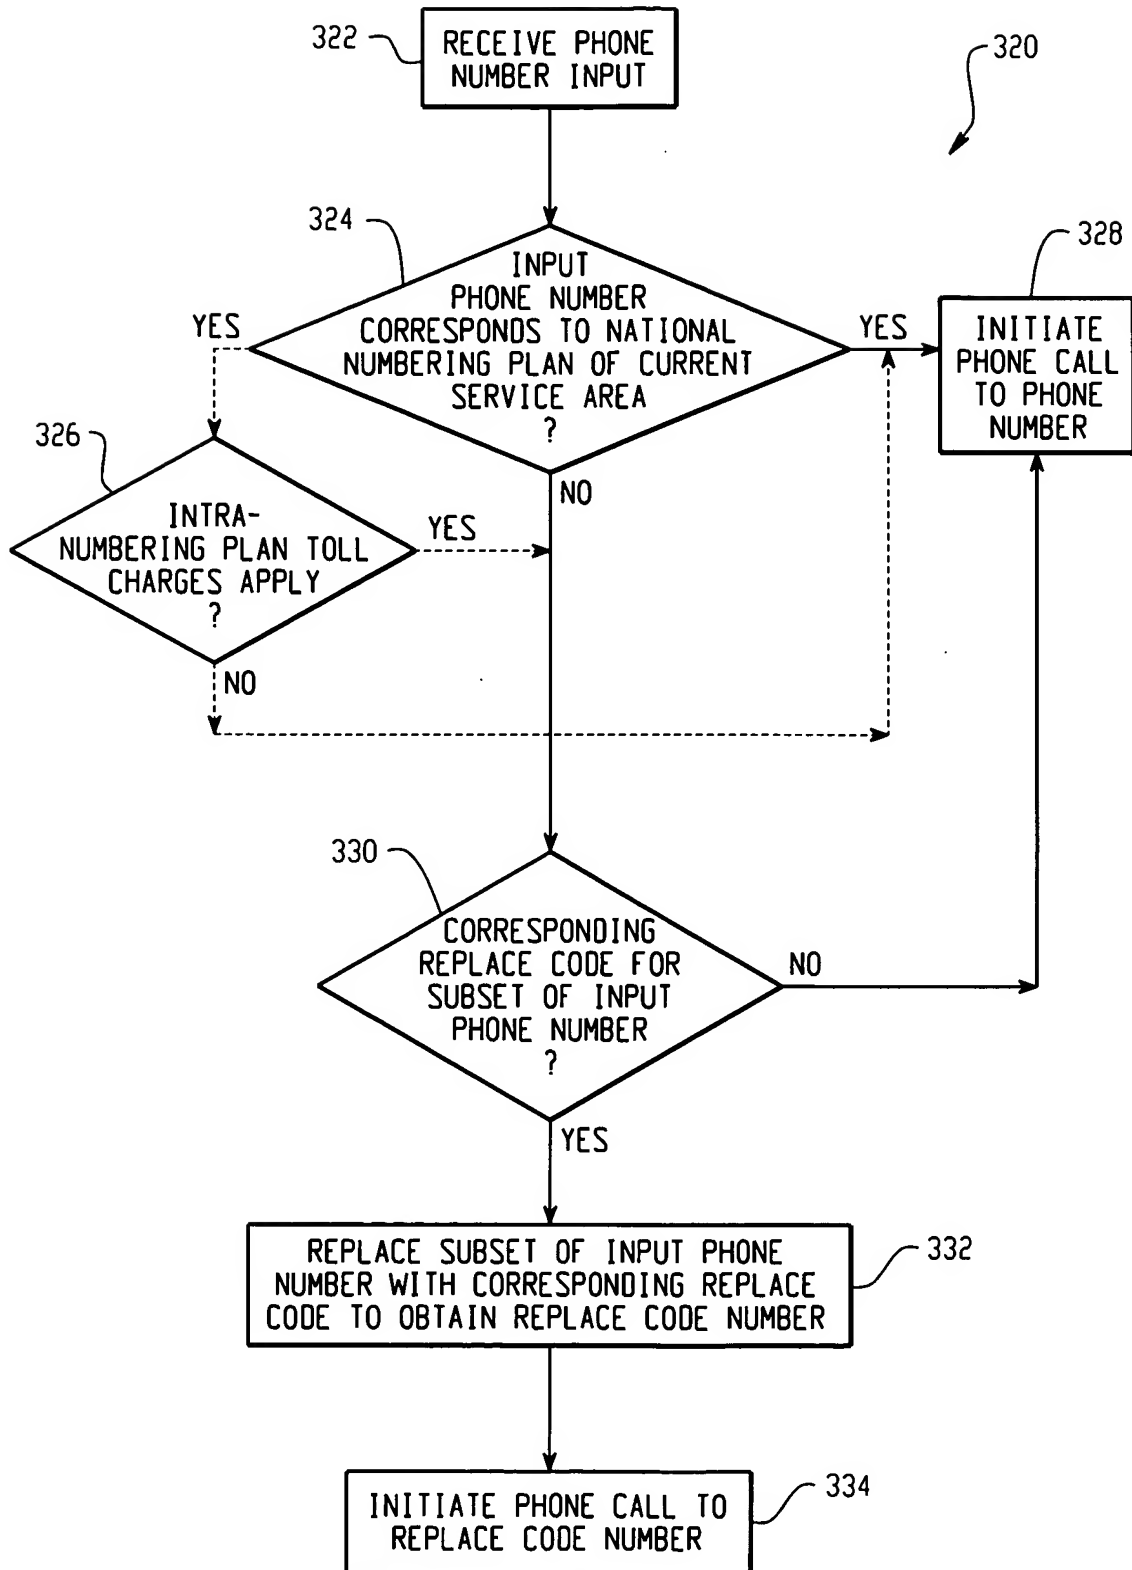 322
RECEIVE PHONE
NUMBER INPUT
320
324
INPUT
PHONE NUMBER
CORRESPONDS TO NATIONAL
NUMBERING PLAN OF CURRENT
SERVICE AREA
?
YES
YES
328
INITIATE
PHONE CALL
TO PHONE
NUMBER
326
INTRA-
NUMBERING PLAN TOLL
CHARGES APPLY
?
YES
NO
NO
330
CORRESPONDING
REPLACE CODE FOR
SUBSET OF INPUT
PHONE NUMBER
?
NO
YES
REPLACE SUBSET OF INPUT PHONE
NUMBER WITH CORRESPONDING REPLACE
CODE TO OBTAIN REPLACE CODE NUMBER
332
INITIATE PHONE CALL TO
REPLACE CODE NUMBER
334